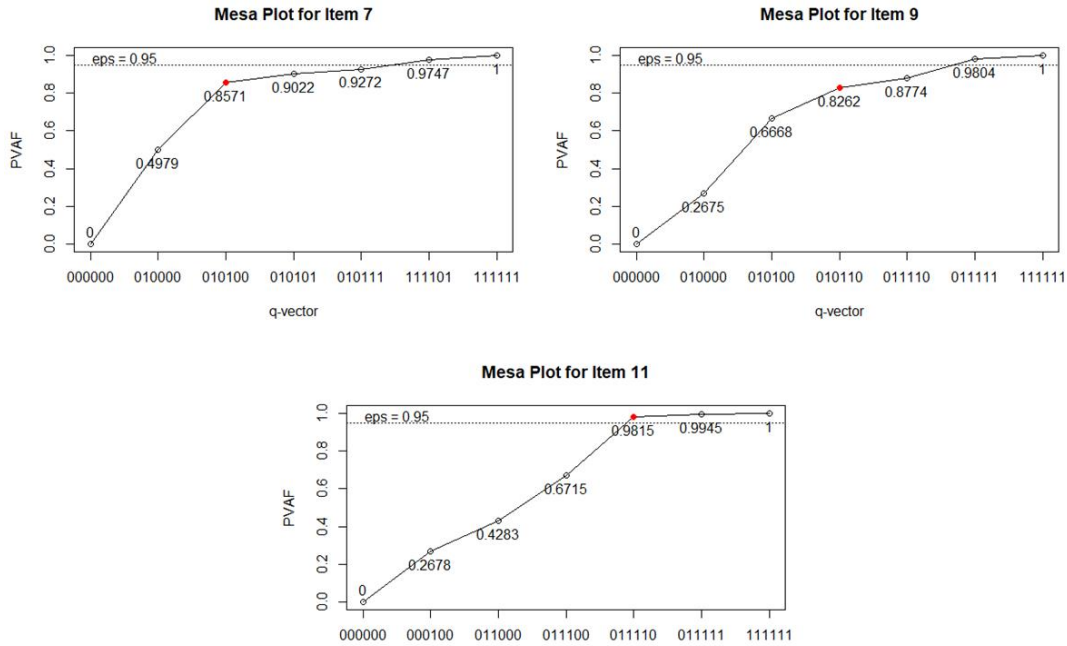 Mesa Plot for Item 7
PVAF
0.0 0.2 0.4 0.6 0.8 1.0
eps = 0.95
0
0.4979
0.8571
0.9022
0.9272
0.9747
1
000000 010000 010100 010101 010111 111101 111111
q-vector
Mesa Plot for Item 9
PVAF
0.0 0.2 0.4 0.6 0.8 1.0
eps = 0.95
0
0.2675
0.6668
0.8262
0.8774
0.9804
1
000000 010000 010100 010110 011110 011111 111111
q-vector
Mesa Plot for Item 11
PVAF
0.0 0.2 0.4 0.6 0.8 1.0
eps = 0.95
0
0.2678
0.4283
0.6715
0.9815
0.9945
1
000000 000100 011000 011100 011110 011111 111111